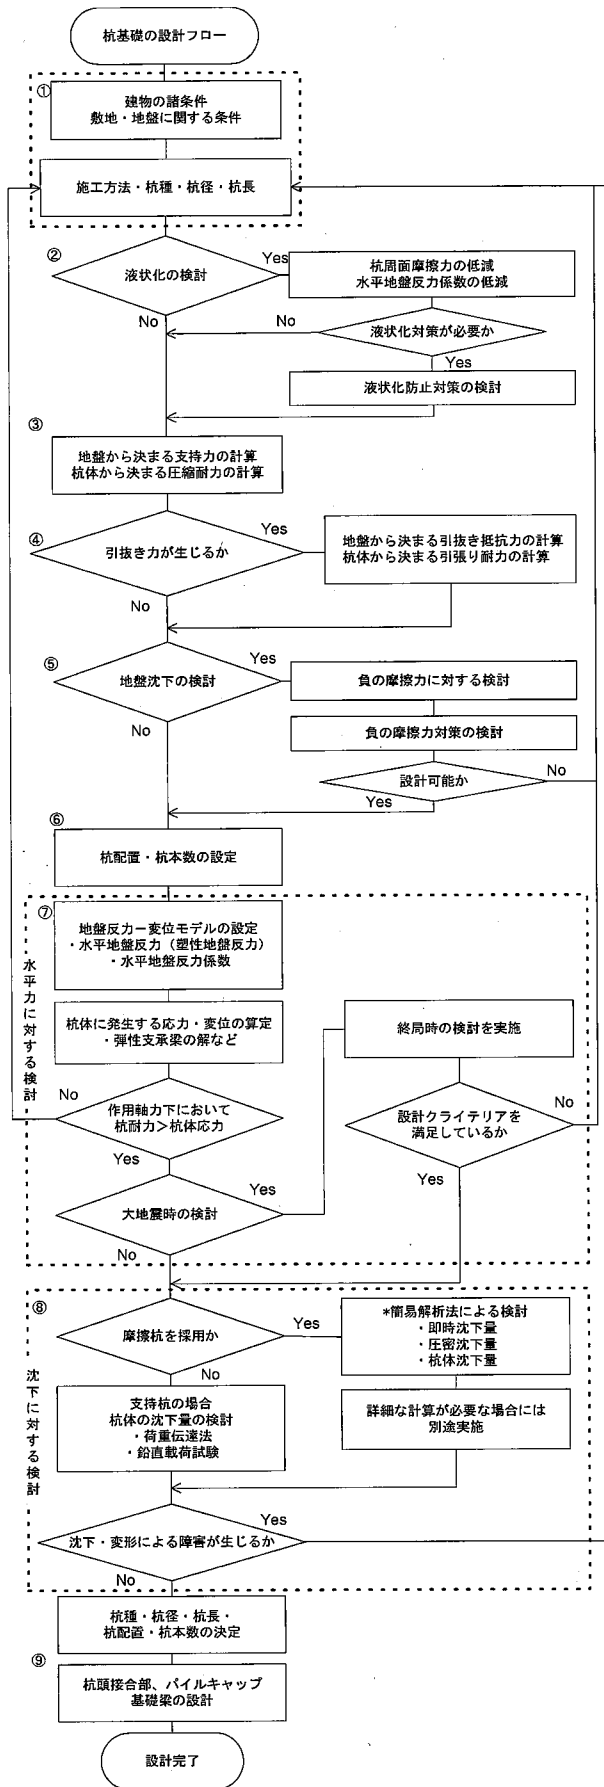 杭基礎の設計フロー
①
建物の諸条件
敷地・地盤に関する条件
施工方法・杭種・杭径・杭長
②
液状化の検討
Yes
杭周面摩擦力の低減
水平地盤反力係数の低減
No
No
液状化対策が必要か
Yes
液状化防止対策の検討
③
地盤から決まる支持力の計算
杭体から決まる圧縮耐力の計算
④
引抜き力が生じるか
Yes
地盤から決まる引抜き抵抗力の計算
杭体から決まる引張り耐力の計算
No
⑤
地盤沈下の検討
Yes
負の摩擦力に対する検討
No
負の摩擦力対策の検討
設計可能か
No
Yes
⑥
杭配置・杭本数の設定
水平力に対する検討
⑦
地盤反力ー変位モデルの設定
・水平地盤反力（塑性地盤反力）
・水平地盤反力係数
杭体に発生する応力・変位の算定
・弾性支承梁の解など
終局時の検討を実施
No
作用軸力下において
杭耐力＞杭体応力
設計クライテリアを
満足しているか
No
Yes
Yes
大地震時の検討
Yes
No
沈下に対する検討
⑧
摩擦杭を採用か
Yes
*簡易解析法による検討
・即時沈下量
・圧密沈下量
・杭体沈下量
No
支持杭の場合
杭体の沈下量の検討
・荷重伝達法
・鉛直載荷試験
詳細な計算が必要な場合には
別途実施
沈下・変形による障害が生じるか
Yes
No
杭種・杭径・杭長・
杭配置・杭本数の決定
⑨
杭頭接合部、パイルキャップ
基礎梁の設計
設計完了